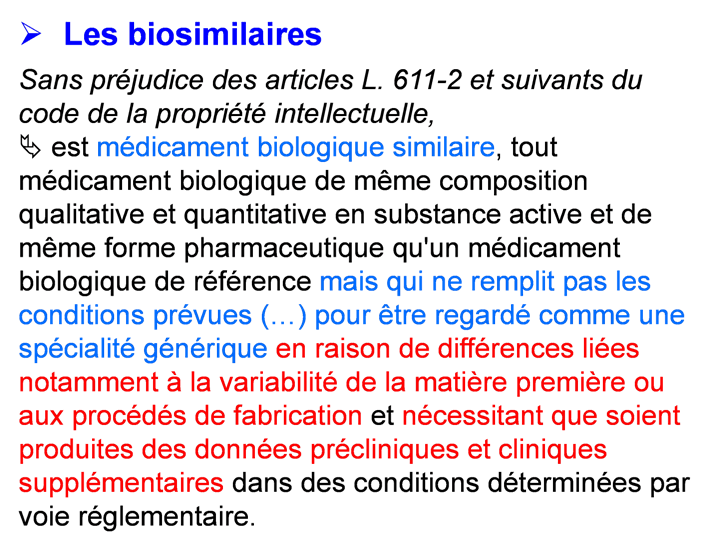 ➢ Les biosimilaires
Sans préjudice des articles L. 611-2 et suivants du
code de la propriété intellectuelle,
⮱ est médicament biologique similaire, tout
médicament biologique de même composition
qualitative et quantitative en substance active et de
même forme pharmaceutique qu'un médicament
biologique de référence mais qui ne remplit pas les
conditions prévues (…) pour être regardé comme une
spécialité générique en raison de différences liées
notamment à la variabilité de la matière première ou
aux procédés de fabrication et nécessitant que soient
produites des données précliniques et cliniques
supplémentaires dans des conditions déterminées par
voie réglementaire.